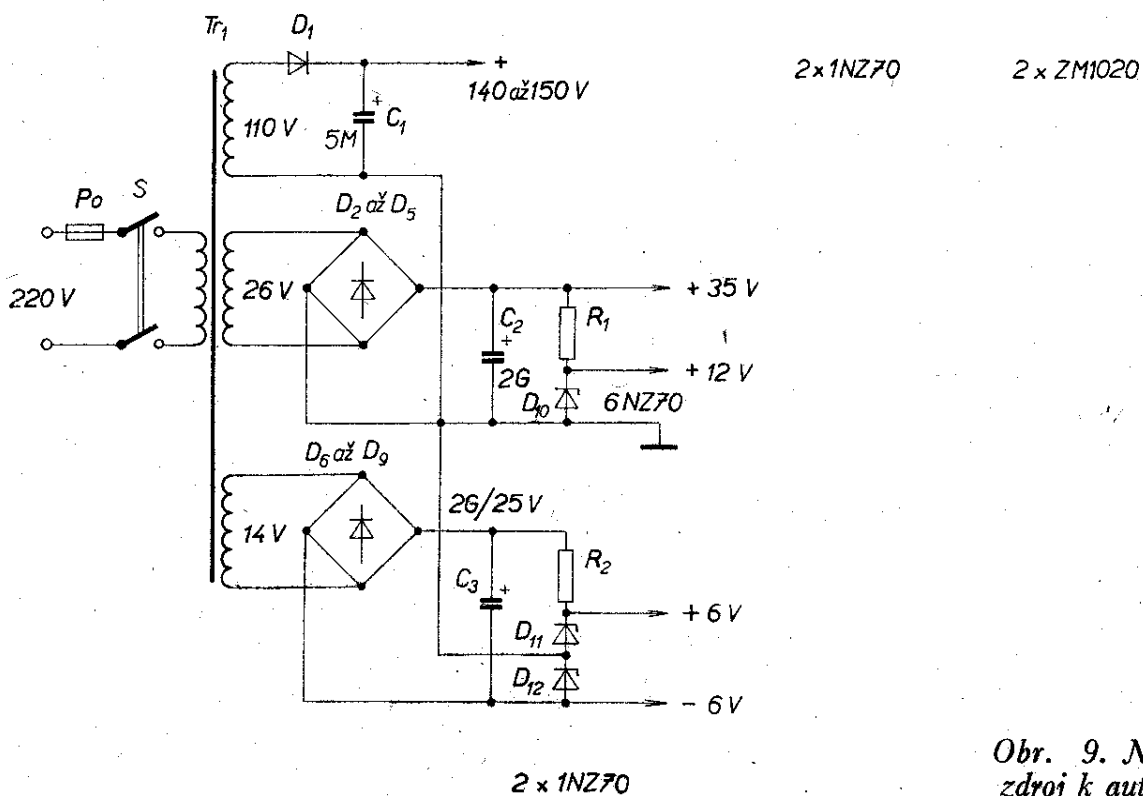 Tr₁
D₁
+
140 až 150 V
2 x 1NZ70
2 x ZM1020
110 V
+
5M
C₁
Po
S
D₂ až D₅
220 V
26 V
+ 35 V
C₂
+
R₁
2G
+ 12 V
D₁₀
6NZ70
D₆ až D₉
2G/25 V
14 V
C₃
+
R₂
+ 6 V
D₁₁
D₁₂
- 6 V
2 x 1NZ70
Obr. 9. N
zdroj k aut